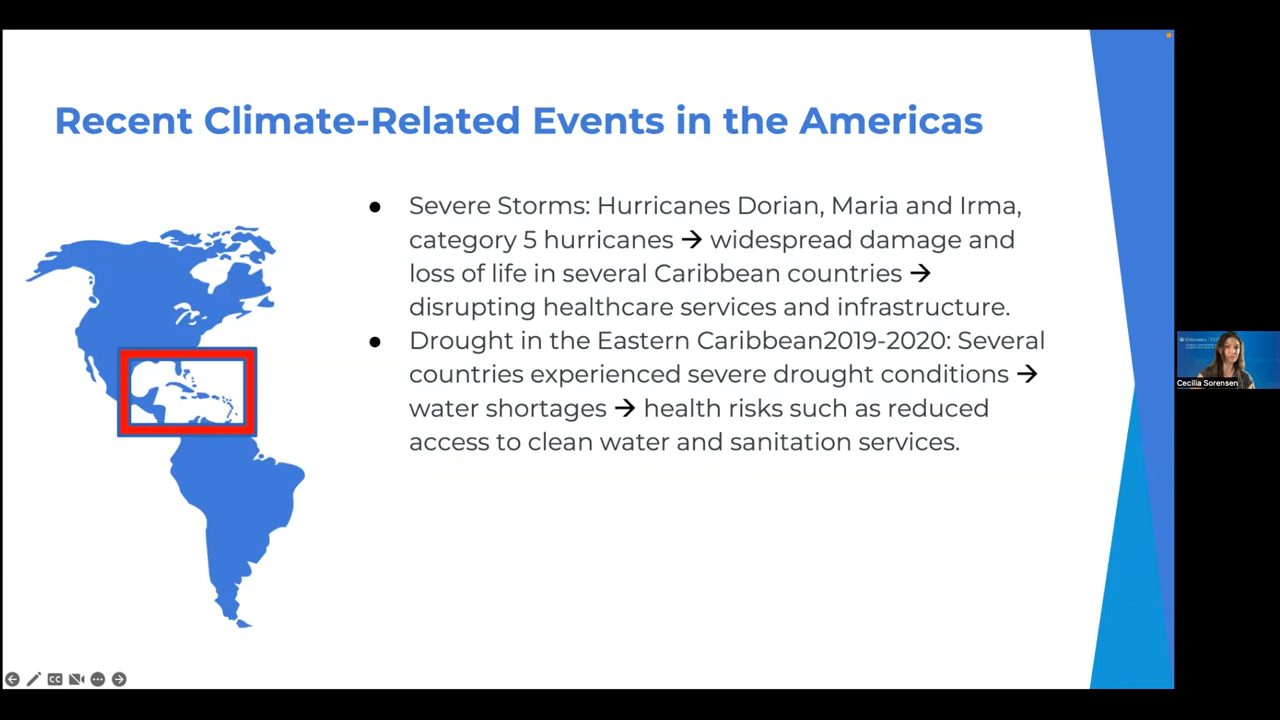 Recent Climate-Related Events in the Americas
● Severe Storms: Hurricanes Dorian, Maria and Irma,
category 5 hurricanes → widespread damage and
loss of life in several Caribbean countries →
disrupting healthcare services and infrastructure.
● Drought in the Eastern Caribbean2019-2020: Several
countries experienced severe drought conditions →
water shortages → health risks such as reduced
access to clean water and sanitation services.
Cecilia Sorensen
CC